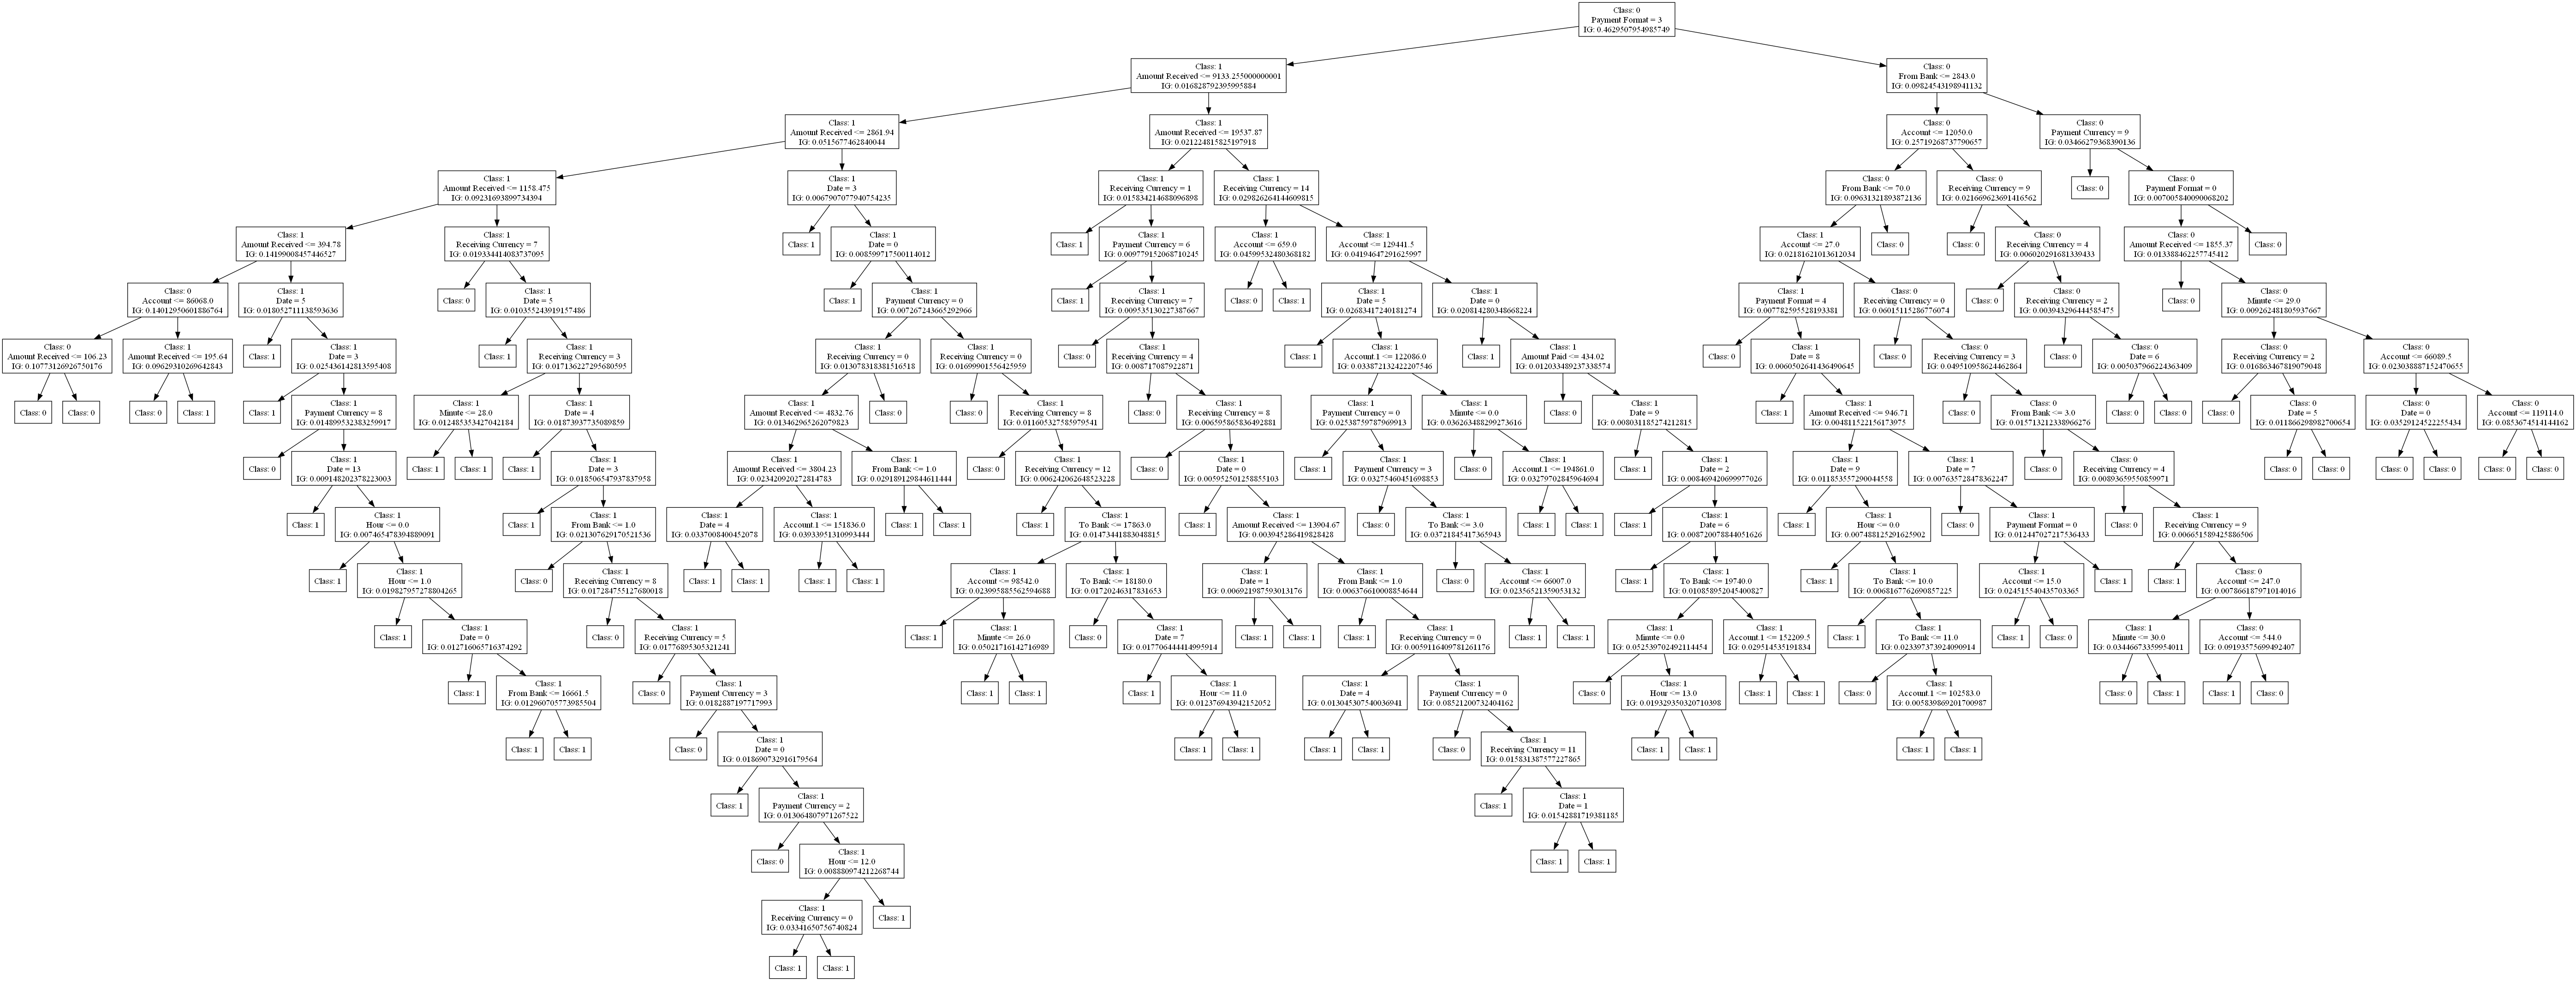 Class: 0
Payment Format = 3
IG: 0.4629507954985749
Class: 1
Amount Received <= 9133.255000000001
IG: 0.016828792395995884
Class: 0
From Bank <= 2843.0
IG: 0.09824543198941132
Class: 1
Amount Received <= 2861.94
IG: 0.0515677462840044
Class: 1
Amount Received <= 19537.87
IG: 0.021224815825197918
Class: 0
Account <= 12050.0
IG: 0.25719268737790657
Class: 0
Payment Currency = 9
IG: 0.03466279368390136
Class: 1
Amount Received <= 1158.475
IG: 0.09231693899734394
Class: 1
Date = 3
IG: 0.0067907077940754235
Class: 1
Receiving Currency = 1
IG: 0.015834214688096898
Class: 1
Receiving Currency = 14
IG: 0.029826264144609815
Class: 0
From Bank <= 70.0
IG: 0.09631321893872136
Class: 0
Receiving Currency = 9
IG: 0.021669623691416562
Class: 0
Class: 0
Payment Format = 0
IG: 0.007005840090068202
Class: 1
Amount Received <= 394.78
IG: 0.14199008457446527
Class: 1
Receiving Currency = 7
IG: 0.019334414083737095
Class: 1
Class: 1
Date = 0
IG: 0.008599717500114012
Class: 1
Class: 1
Payment Currency = 6
IG: 0.009779152068710245
Class: 1
Account <= 659.0
IG: 0.04599532480368182
Class: 1
Account <= 129441.5
IG: 0.04194647291625997
Class: 1
Account <= 27.0
IG: 0.02181621013612034
Class: 0
Class: 0
Class: 0
Receiving Currency = 4
IG: 0.006020291681339433
Class: 0
Amount Received <= 1855.37
IG: 0.013388462257745412
Class: 0
Class: 0
Account <= 86068.0
IG: 0.14012950601886764
Class: 1
Date = 5
IG: 0.018052711138593636
Class: 0
Class: 1
Date = 5
IG: 0.010355243919157486
Class: 1
Class: 1
Payment Currency = 0
IG: 0.007267243665292966
Class: 1
Class: 1
Receiving Currency = 7
IG: 0.009535130227387667
Class: 0
Class: 1
Class: 1
Date = 5
IG: 0.02683417240181274
Class: 1
Date = 0
IG: 0.020814280348668224
Class: 1
Payment Format = 4
IG: 0.007782595528193381
Class: 0
Receiving Currency = 0
IG: 0.06015115286776074
Class: 0
Class: 0
Receiving Currency = 2
IG: 0.003943296444585475
Class: 0
Class: 0
Minute <= 29.0
IG: 0.009262481805937667
Class: 0
Amount Received <= 106.23
IG: 0.10773126926750176
Class: 1
Amount Received <= 195.64
IG: 0.09629310269642843
Class: 1
Class: 1
Date = 3
IG: 0.025436142813595408
Class: 1
Class: 1
Receiving Currency = 3
IG: 0.017136227295680595
Class: 1
Receiving Currency = 0
IG: 0.013078318381516518
Class: 1
Receiving Currency = 0
IG: 0.01699901556425959
Class: 0
Class: 1
Receiving Currency = 4
IG: 0.008717087922871
Class: 1
Class: 1
Account.1 <= 122086.0
IG: 0.033872132422207546
Class: 1
Class: 1
Amount Paid <= 434.02
IG: 0.012033489237338574
Class: 0
Class: 1
Date = 8
IG: 0.0060502641436490645
Class: 0
Class: 0
Receiving Currency = 3
IG: 0.049510958624462864
Class: 0
Class: 0
Date = 6
IG: 0.005037966224363409
Class: 0
Receiving Currency = 2
IG: 0.016863467819079048
Class: 0
Account <= 66089.5
IG: 0.023038887152470655
Class: 0
Class: 0
Class: 0
Class: 1
Class: 1
Class: 1
Payment Currency = 8
IG: 0.014899532383259917
Class: 1
Minute <= 28.0
IG: 0.012485353427042184
Class: 1
Date = 4
IG: 0.01873937735089859
Class: 1
Amount Received <= 4832.76
IG: 0.013462965262079823
Class: 0
Class: 0
Class: 1
Receiving Currency = 8
IG: 0.011605327585979541
Class: 0
Class: 1
Receiving Currency = 8
IG: 0.006595865836492881
Class: 1
Payment Currency = 0
IG: 0.02538759787969913
Class: 1
Minute <= 0.0
IG: 0.036263488299273616
Class: 0
Class: 1
Date = 9
IG: 0.008031185274212815
Class: 1
Class: 1
Amount Received <= 946.71
IG: 0.004811522156173975
Class: 0
Class: 0
From Bank <= 3.0
IG: 0.015713212338966276
Class: 0
Class: 0
Class: 0
Class: 0
Date = 5
IG: 0.011866298982700654
Class: 0
Date = 0
IG: 0.03529124522255434
Class: 0
Account <= 119114.0
IG: 0.0853674514144162
Class: 0
Class: 1
Date = 13
IG: 0.009148202378223003
Class: 1
Class: 1
Class: 1
Class: 1
Date = 3
IG: 0.018506547937837958
Class: 1
Amount Received <= 3804.23
IG: 0.023420920272814783
Class: 1
From Bank <= 1.0
IG: 0.029189129844611444
Class: 0
Class: 1
Receiving Currency = 12
IG: 0.006242062648523228
Class: 0
Class: 1
Date = 0
IG: 0.005952501258855103
Class: 1
Class: 1
Payment Currency = 3
IG: 0.03275460451698853
Class: 0
Class: 1
Account.1 <= 194861.0
IG: 0.03279702845964694
Class: 1
Class: 1
Date = 2
IG: 0.008469420699977026
Class: 1
Date = 9
IG: 0.011853557290044558
Class: 1
Date = 7
IG: 0.007635728478362247
Class: 0
Class: 0
Receiving Currency = 4
IG: 0.00893659550859971
Class: 0
Class: 0
Class: 0
Class: 0
Class: 0
Class: 0
Class: 1
Class: 1
Hour <= 0.0
IG: 0.007465478394889091
Class: 1
Class: 1
From Bank <= 1.0
IG: 0.021307629170521536
Class: 1
Date = 4
IG: 0.0337008400452078
Class: 1
Account.1 <= 151836.0
IG: 0.03933951310993444
Class: 1
Class: 1
Class: 1
Class: 1
To Bank <= 17863.0
IG: 0.01473441883048815
Class: 1
Class: 1
Amount Received <= 13904.67
IG: 0.003945286419828428
Class: 0
Class: 1
To Bank <= 3.0
IG: 0.03721845417365943
Class: 1
Class: 1
Class: 1
Class: 1
Date = 6
IG: 0.008720078844051626
Class: 1
Class: 1
Hour <= 0.0
IG: 0.007488125291625902
Class: 0
Class: 1
Payment Format = 0
IG: 0.012447027217536433
Class: 0
Class: 1
Receiving Currency = 9
IG: 0.006651589425886506
Class: 1
Class: 1
Hour <= 1.0
IG: 0.019827957278804265
Class: 0
Class: 1
Receiving Currency = 8
IG: 0.017284755127680018
Class: 1
Class: 1
Class: 1
Class: 1
Class: 1
Account <= 98542.0
IG: 0.023995885562594688
Class: 1
To Bank <= 18180.0
IG: 0.01720246317831653
Class: 1
Date = 1
IG: 0.006921987593013176
Class: 1
From Bank <= 1.0
IG: 0.006376610008854644
Class: 0
Class: 1
Account <= 66007.0
IG: 0.02356521359053132
Class: 1
Class: 1
To Bank <= 19740.0
IG: 0.010858952045400827
Class: 1
Class: 1
To Bank <= 10.0
IG: 0.0068167762690857225
Class: 1
Account <= 15.0
IG: 0.024515540435703365
Class: 1
Class: 1
Class: 0
Account <= 247.0
IG: 0.007866187971014016
Class: 1
Class: 1
Date = 0
IG: 0.012716065716374292
Class: 0
Class: 1
Receiving Currency = 5
IG: 0.01776895305321241
Class: 1
Class: 1
Minute <= 26.0
IG: 0.05021716142716989
Class: 0
Class: 1
Date = 7
IG: 0.017706444414995914
Class: 1
Class: 1
Class: 1
Class: 1
Receiving Currency = 0
IG: 0.0059116409781261176
Class: 1
Class: 1
Class: 1
Minute <= 0.0
IG: 0.052539702492114454
Class: 1
Account.1 <= 152209.5
IG: 0.029514535191834
Class: 1
Class: 1
To Bank <= 11.0
IG: 0.023397373924090914
Class: 1
Class: 0
Class: 1
Minute <= 30.0
IG: 0.03446673359954011
Class: 0
Account <= 544.0
IG: 0.09193575699492407
Class: 1
Class: 1
From Bank <= 16661.5
IG: 0.012960705773985504
Class: 0
Class: 1
Payment Currency = 3
IG: 0.0182887197717993
Class: 1
Class: 1
Class: 1
Class: 1
Hour <= 11.0
IG: 0.012376943942152052
Class: 1
Date = 4
IG: 0.013045307540036941
Class: 1
Payment Currency = 0
IG: 0.08521200732404162
Class: 0
Class: 1
Hour <= 13.0
IG: 0.019329350320710398
Class: 1
Class: 1
Class: 0
Class: 1
Account.1 <= 102583.0
IG: 0.005839869201700987
Class: 0
Class: 1
Class: 1
Class: 0
Class: 1
Class: 1
Class: 0
Class: 1
Date = 0
IG: 0.018690732916179564
Class: 1
Class: 1
Class: 1
Class: 1
Class: 0
Class: 1
Receiving Currency = 11
IG: 0.015831387577227865
Class: 1
Class: 1
Class: 1
Class: 1
Class: 1
Class: 1
Payment Currency = 2
IG: 0.013064807971267522
Class: 1
Class: 1
Date = 1
IG: 0.01542881719381185
Class: 0
Class: 1
Hour <= 12.0
IG: 0.008880974212268744
Class: 1
Class: 1
Class: 1
Receiving Currency = 0
IG: 0.03341650756740824
Class: 1
Class: 1
Class: 1